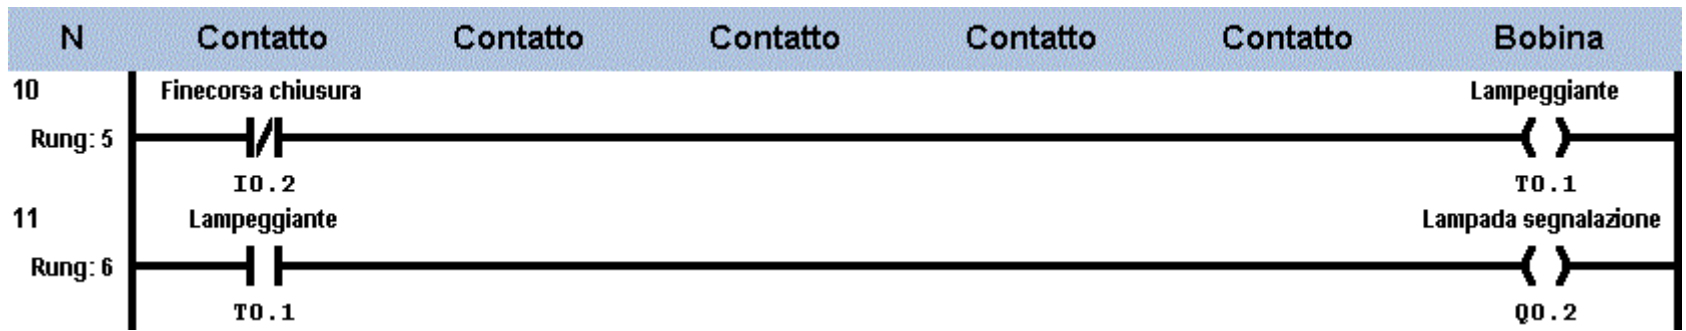 N Contatto Contatto Contatto Contatto Contatto Bobina
10 Finecorsa chiusura Lampeggiante
Rung: 5
I0.2 T0.1
11 Lampeggiante Lampada segnalazione
Rung: 6
T0.1 Q0.2